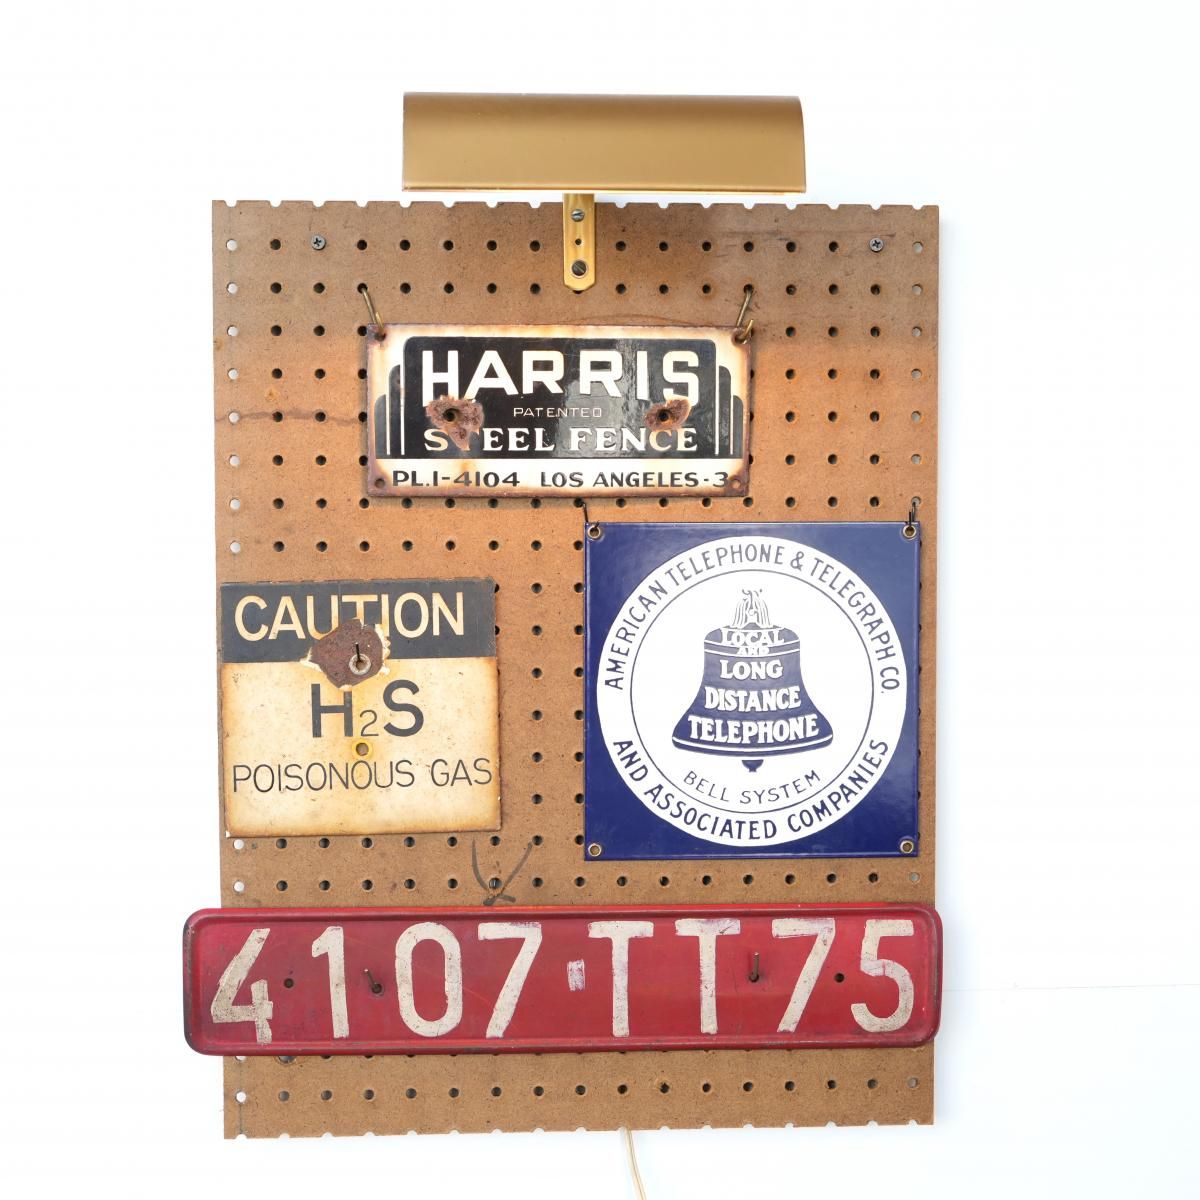 HARRIS
PATENTED
STEEL FENCE
PL.1-4104 LOS ANGELES-3
CAUTION
H2S
POISONOUS GAS
AMERICAN TELEPHONE & TELEGRAPH CO.
LOCAL
AND
LONG
DISTANCE
TELEPHONE
BELL SYSTEM
AND ASSOCIATED COMPANIES
4107·TT75